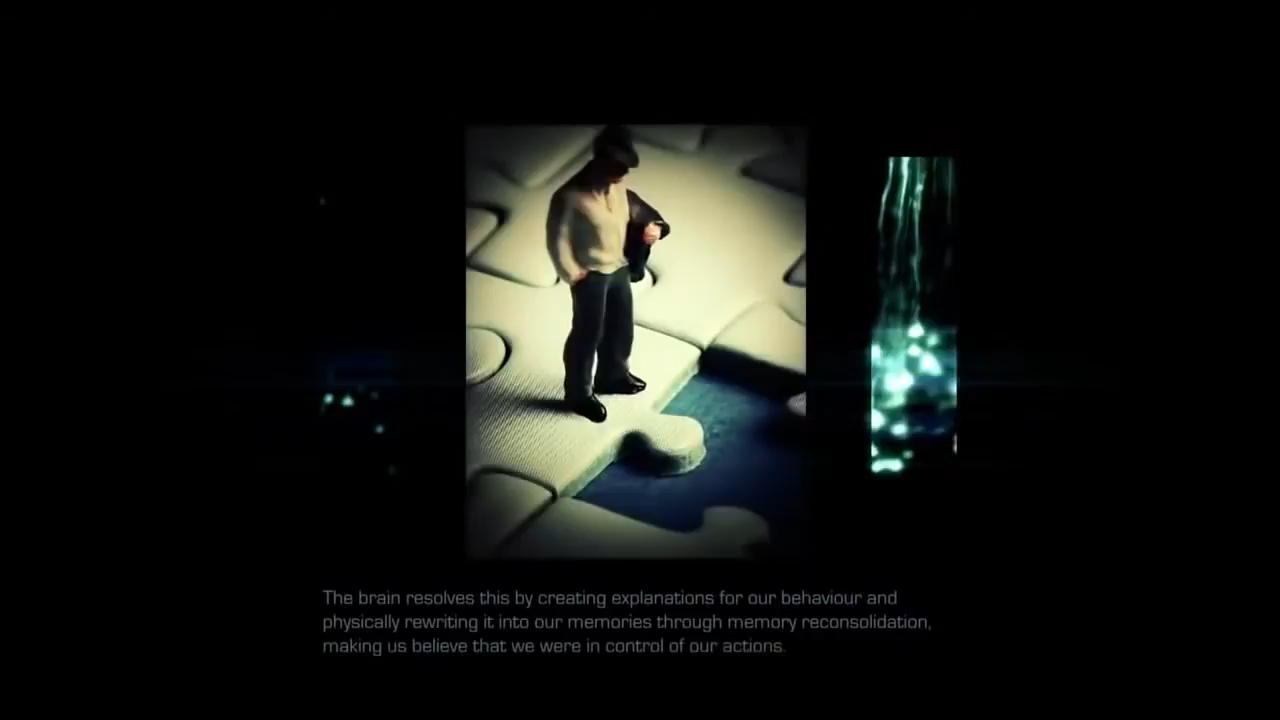 The brain resolves this by creating explanations for our behaviour and
physically rewriting it into our memories through memory reconsolidation,
making us believe that we were in control of our actions.